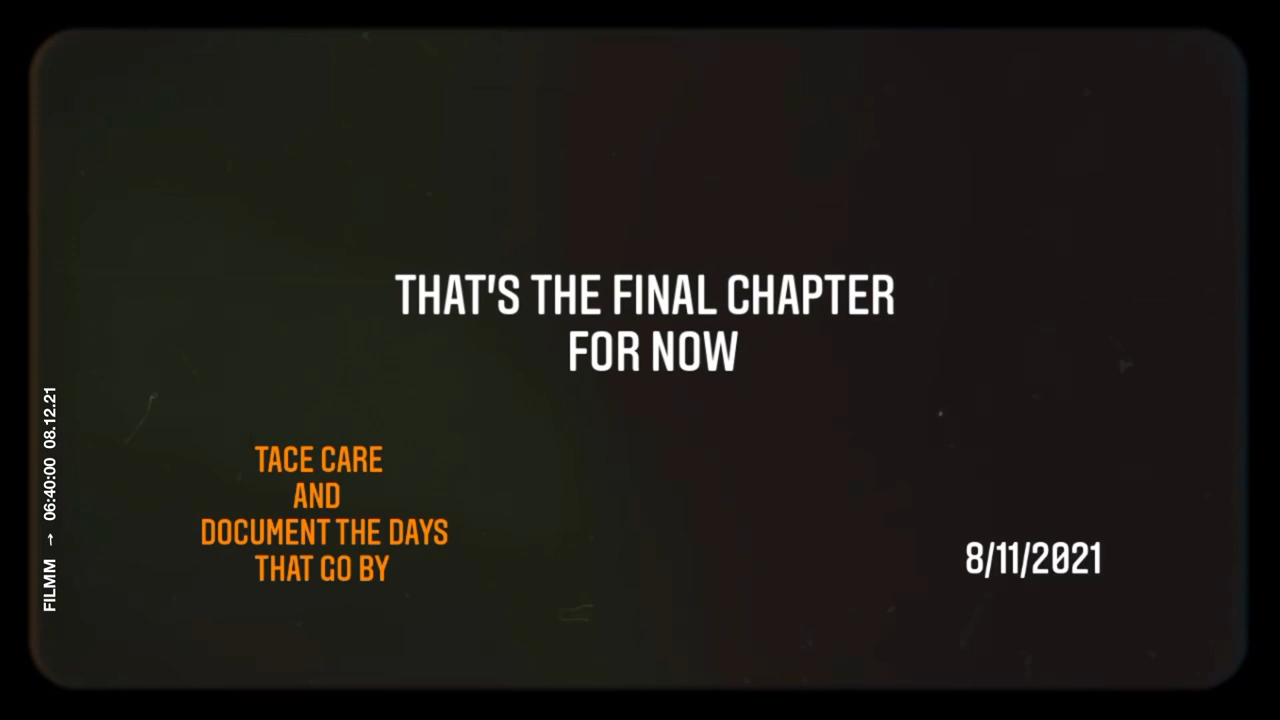 THAT'S THE FINAL CHAPTER
FOR NOW
TACE CARE
AND
DOCUMENT THE DAYS
THAT GO BY
8/11/2021
FILMM → 06:40:00 08.12.21